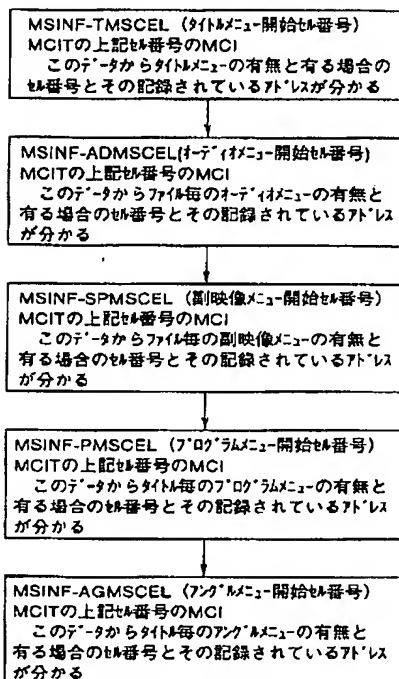 MSINF-TMSCEL (ﾀｲﾄﾙﾒﾆｭｰ開始ｾﾙ番号)
MCITの上記ｾﾙ番号のMCI
このﾃﾞｰﾀからﾀｲﾄﾙﾒﾆｭｰの有無と有る場合の
ｾﾙ番号とその記録されているｱﾄﾞﾚｽが分かる
MSINF-ADMSCEL(ｵｰﾃﾞｨｵﾒﾆｭｰ開始ｾﾙ番号)
MCITの上記ｾﾙ番号のMCI
このﾃﾞｰﾀからﾌｧｲﾙ毎のｵｰﾃﾞｨｵﾒﾆｭｰの有無と
有る場合のｾﾙ番号とその記録されているｱﾄﾞﾚｽ
が分かる
MSINF-SPMSCEL (副映像ﾒﾆｭｰ開始ｾﾙ番号)
MCITの上記ｾﾙ番号のMCI
このﾃﾞｰﾀからﾌｧｲﾙ毎の副映像ﾒﾆｭｰの有無と
有る場合のｾﾙ番号とその記録されているｱﾄﾞﾚｽ
が分かる
MSINF-PMSCEL (ﾌﾟﾛｸﾞﾗﾑﾒﾆｭｰ開始ｾﾙ番号)
MCITの上記ｾﾙ番号のMCI
このﾃﾞｰﾀからﾀｲﾄﾙ毎のﾌﾟﾛｸﾞﾗﾑﾒﾆｭｰの有無と
有る場合のｾﾙ番号とその記録されているｱﾄﾞﾚｽ
が分かる
MSINF-AGMSCEL (ｱﾝｸﾞﾙﾒﾆｭｰ開始ｾﾙ番号)
MCITの上記ｾﾙ番号のMCI
このﾃﾞｰﾀからﾀｲﾄﾙ毎のｱﾝｸﾞﾙﾒﾆｭｰの有無と
有る場合のｾﾙ番号とその記録されているｱﾄﾞﾚｽ
が分かる